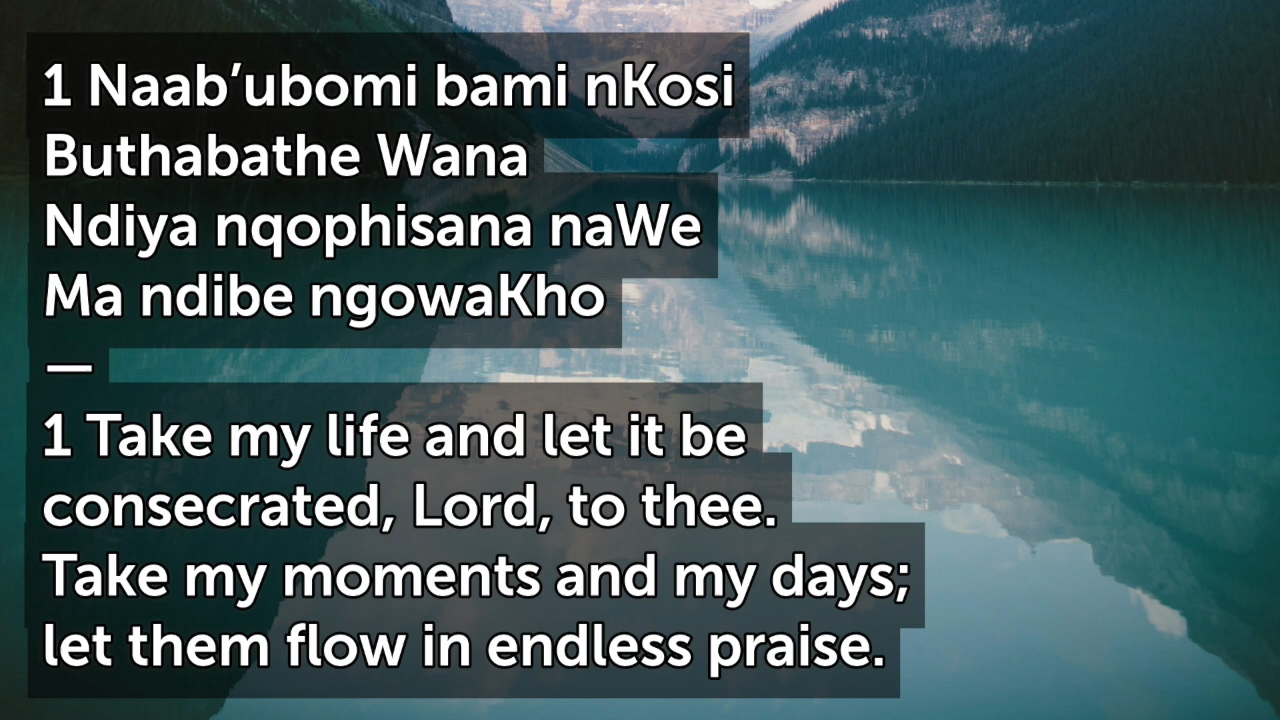 1 Naab’ubomi bami nKosi
Buthabathe Wana
Ndiya nqophisana naWe
Ma ndibe ngowaKho
—
1 Take my life and let it be
consecrated, Lord, to thee.
Take my moments and my days;
let them flow in endless praise.